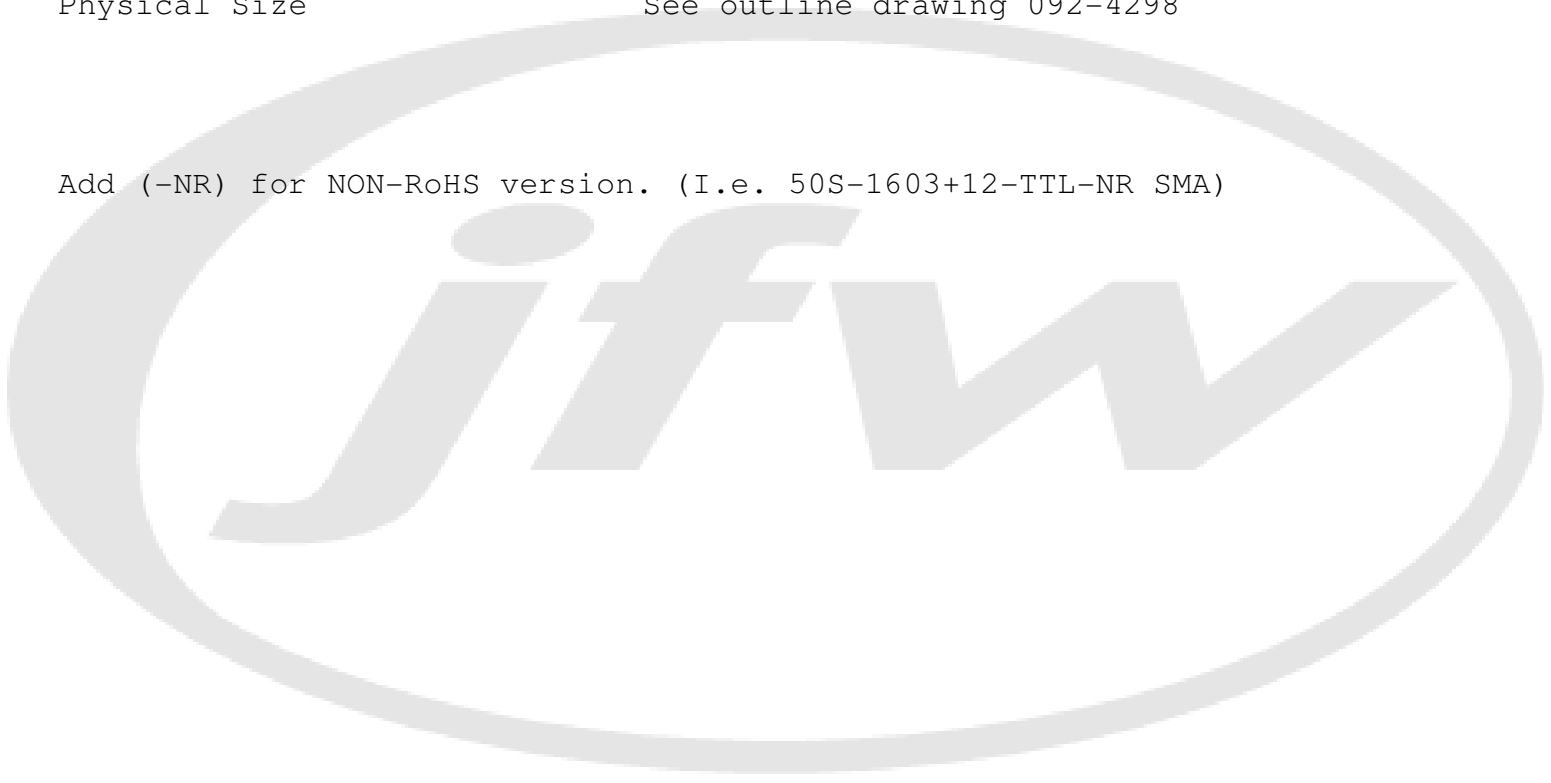 Physical Size See outline drawing 092-4298
Add (-NR) for NON-RoHS version. (I.e. 50S-1603+12-TTL-NR SMA)
jfw